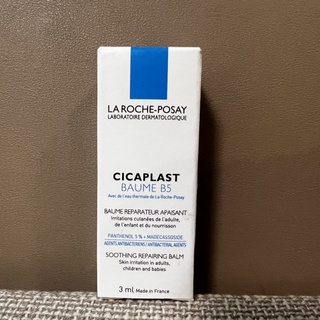 LA ROCHE-POSAY
LABORATOIRE DERMATOLOGIQUE
CICAPLAST
BAUME B5
Avec de l'eau thermale de La Roche-Posay
BAUME RÉPARATEUR APAISANT
Irritations cutanées de l'adulte,
de l'enfant et du nourrisson
PANTHENOL 5 % + MADECASSOSIDE
AGENTS ANTIBACTERIENS / ANTIBACTERIAL AGENTS
SOOTHING REPAIRING BALM
Skin irritation in adults,
children and babies
3 ml Made in France